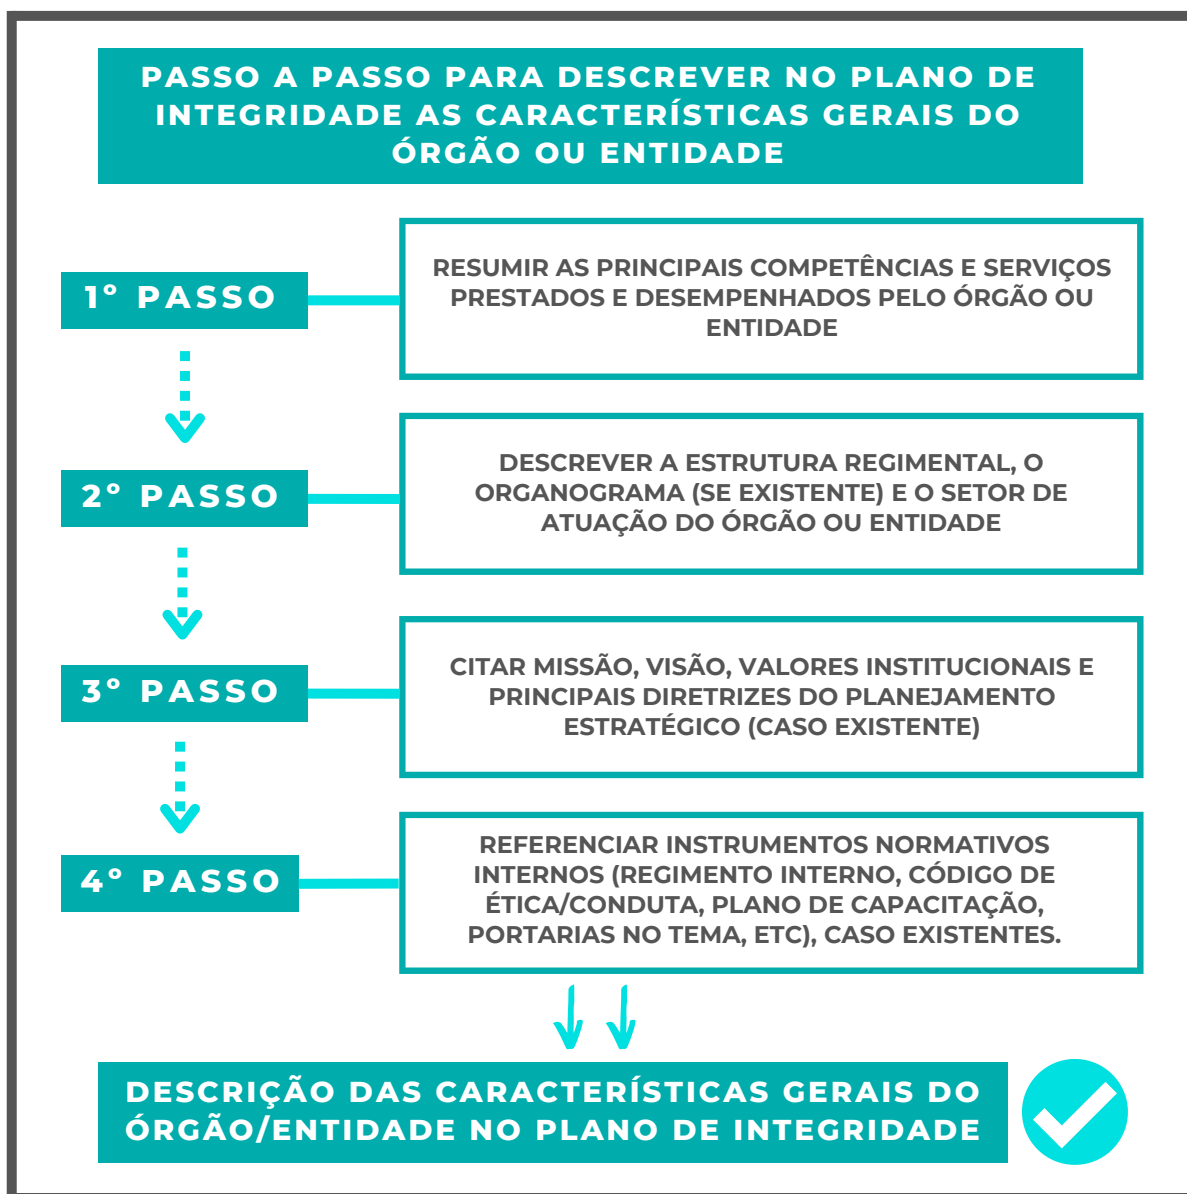 PASSO A PASSO PARA DESCREVER NO PLANO DE
INTEGRIDADE AS CARACTERÍSTICAS GERAIS DO
ÓRGÃO OU ENTIDADE
1º PASSO
RESUMIR AS PRINCIPAIS COMPETÊNCIAS E SERVIÇOS
PRESTADOS E DESEMPENHADOS PELO ÓRGÃO OU
ENTIDADE
2º PASSO
DESCREVER A ESTRUTURA REGIMENTAL, O
ORGANOGRAMA (SE EXISTENTE) E O SETOR DE
ATUAÇÃO DO ÓRGÃO OU ENTIDADE
3º PASSO
CITAR MISSÃO, VISÃO, VALORES INSTITUCIONAIS E
PRINCIPAIS DIRETRIZES DO PLANEJAMENTO
ESTRATÉGICO (CASO EXISTENTE)
4º PASSO
REFERENCIAR INSTRUMENTOS NORMATIVOS
INTERNOS (REGIMENTO INTERNO, CÓDIGO DE
ÉTICA/CONDUTA, PLANO DE CAPACITAÇÃO,
PORTARIAS NO TEMA, ETC), CASO EXISTENTES.
DESCRIÇÃO DAS CARACTERÍSTICAS GERAIS DO
ÓRGÃO/ENTIDADE NO PLANO DE INTEGRIDADE